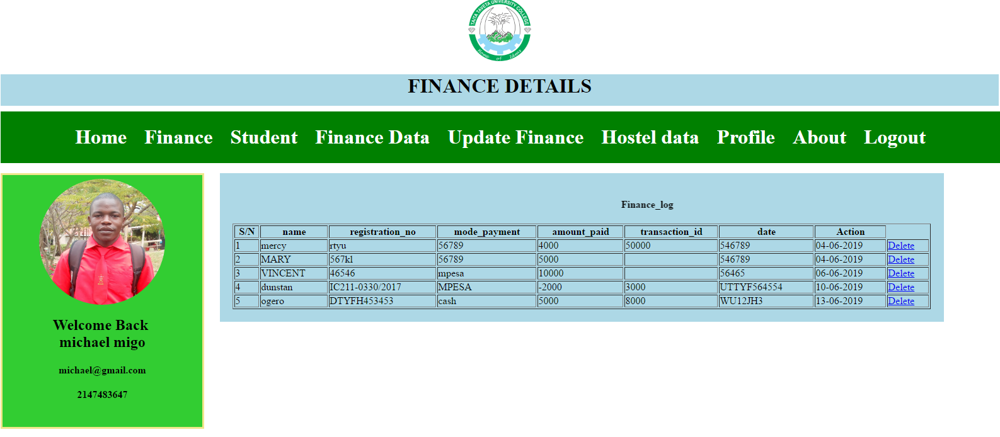 TAITA TAVETA UNIVERSITY COLLEGE
Home of Ideas
FINANCE DETAILS
Home Finance Student Finance Data Update Finance Hostel data Profile About Logout
Welcome Back
michael migo
michael@gmail.com
2147483647
Finance_log
S/N name registration_no mode_payment amount_paid transaction_id date Action
1 mercy rtyu 56789 4000 50000 546789 04-06-2019 Delete
2 MARY 567kl 56789 5000 546789 04-06-2019 Delete
3 VINCENT 46546 mpesa 10000 56465 06-06-2019 Delete
4 dunstan IC211-0330/2017 MPESA -2000 3000 UTTYF564554 10-06-2019 Delete
5 ogero DTYFH453453 cash 5000 8000 WU12JH3 13-06-2019 Delete